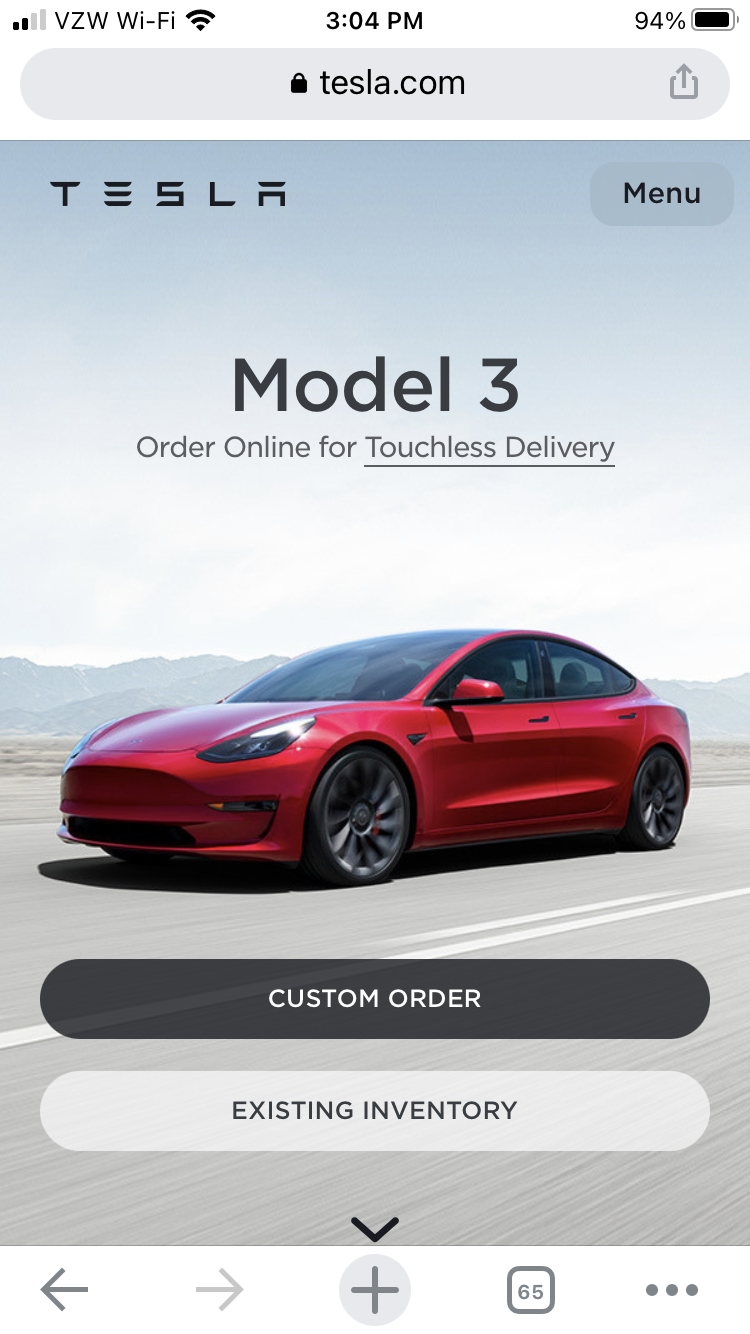 VZW Wi-Fi 3:04 PM 94%
tesla.com
TESLA Menu
Model 3
Order Online for Touchless Delivery
CUSTOM ORDER
EXISTING INVENTORY
65